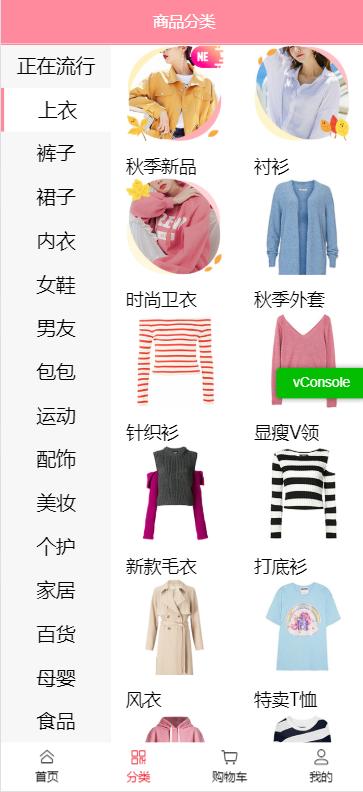 商品分类
正在流行
上衣
裤子
裙子
内衣
女鞋
男友
包包
运动
配饰
美妆
个护
家居
百货
母婴
食品
NE
秋季新品
衬衫
时尚卫衣
秋季外套
vConsole
针织衫
显瘦V领
新款毛衣
打底衫
风衣
特卖T恤
首页
分类
购物车
我的